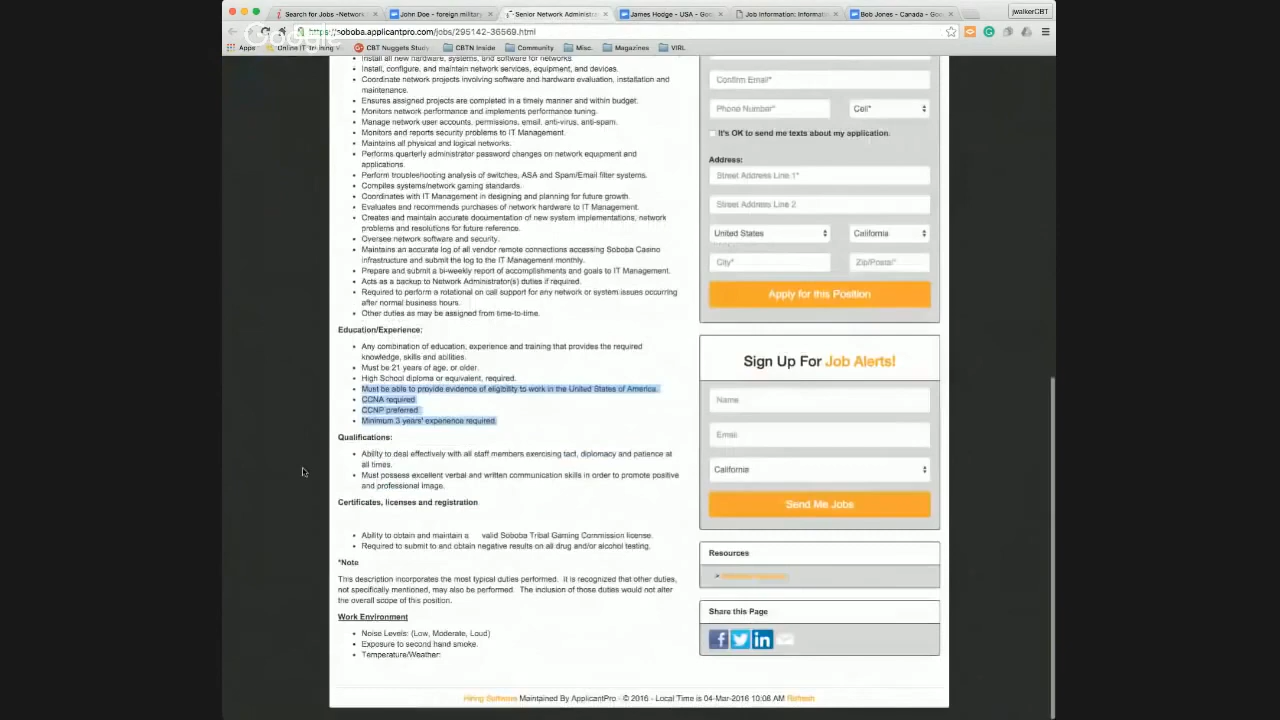 Search for Jobs -Network
John Doe - foreign military
Senior Network Administra
James Hodge - USA - Goo
Job Information: Informati
Bob Jones - Canada - Goo
jwalkerCBT
Google
https://soboba.applicantpro.com/jobs/295142-36569.html
Apps
Online IT Training V
CBT Nuggets Study
CBTN Inside
Community
Misc.
Magazines
VIRL
Install all new hardware, systems, and software for networks.
Install, configure, and maintain network services, equipment, and devices.
Coordinate network projects involving software and hardware evaluation, installation and
maintenance.
Ensures assigned projects are completed in a timely manner and within budget.
Monitors network performance and implements performance tuning.
Manage network user accounts, permissions, email, anti-virus, anti-spam.
Monitors and reports security problems to IT Management.
Maintains all physical and logical networks.
Performs quarterly administrator password changes on network equipment and
applications.
Perform troubleshooting analysis of switches, ASA and Spam/Email filter systems.
Compiles systems/network gaming standards.
Coordinates with IT Management in designing and planning for future growth.
Evaluates and recommends purchases of network hardware to IT Management.
Creates and maintain accurate documentation of new system implementations, network
problems and resolutions for future reference.
Oversee network software and security.
Maintains an accurate log of all vendor remote connections accessing Soboba Casino
infrastructure and submit the log to the IT Management monthly.
Prepare and submit a bi-weekly report of accomplishments and goals to IT Management.
Acts as a backup to Network Administrator(s) duties if required.
Required to perform a rotational on call support for any network or system issues occurring
after normal business hours.
Other duties as may be assigned from time-to-time.
Education/Experience:
Any combination of education, experience and training that provides the required
knowledge, skills and abilities.
Must be 21 years of age, or older.
High School diploma or equivalent, required.
Must be able to provide evidence of eligibility to work in the United States of America.
CCNA required.
CCNP preferred.
Minimum 3 years' experience required.
Qualifications:
Ability to deal effectively with all staff members exercising tact, diplomacy and patience at
all times.
Must possess excellent verbal and written communication skills in order to promote positive
and professional image.
Certificates, licenses and registration
Ability to obtain and maintain a valid Soboba Tribal Gaming Commission license.
Required to submit to and obtain negative results on all drug and/or alcohol testing.
*Note
This description incorporates the most typical duties performed. It is recognized that other duties,
not specifically mentioned, may also be performed. The inclusion of those duties would not alter
the overall scope of this position.
Work Environment
Noise Levels: (Low, Moderate, Loud)
Exposure to second hand smoke.
Temperature/Weather:
Confirm Email*
Phone Number*
Cell*
It's OK to send me texts about my application.
Address:
Street Address Line 1*
Street Address Line 2
United States
California
City*
Zip/Postal*
Apply for this Position
Sign Up For Job Alerts!
Name
Email
California
Send Me Jobs
Resources
>
Share this Page
Hiring Software Maintained By ApplicantPro - © 2016 - Local Time is 04-Mar-2016 10:06 AM Refresh